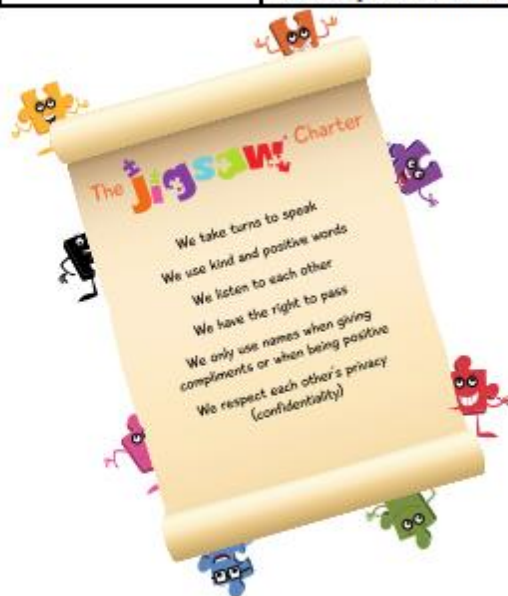 The Jigsaw Charter
We take turns to speak
We use kind and positive words
We listen to each other
We have the right to pass
We only use names when giving
compliments or when being positive
We respect each other's privacy
(confidentiality)